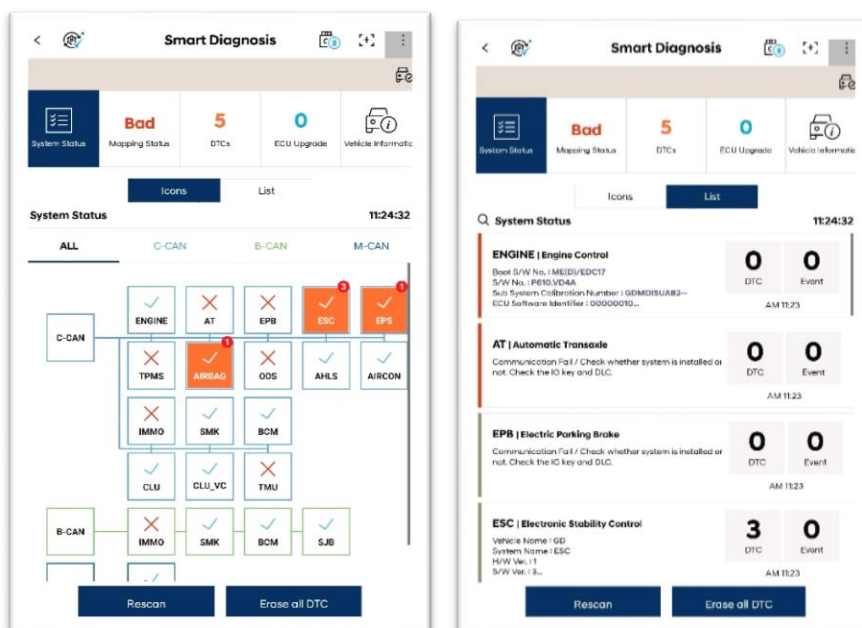 Smart Diagnosis
Bad
5
0
System Status
Mapping Status
DTCs
ECU Upgrade
Vehicle Informatic
Icons
List
System Status
11:24:32
ALL
C-CAN
B-CAN
M-CAN
C-CAN
ENGINE
AT
EPB
ESC
3
EPS
1
TPMS
AIRBAG
1
ODS
AHLS
AIRCON
IMMO
SMK
BCM
CLU
CLU_VC
TMU
B-CAN
IMMO
SMK
BCM
SJB
Rescan
Erase all DTC
Smart Diagnosis
Bad
5
0
System Status
Mapping Status
DTCs
ECU Upgrade
Vehicle Informatic
Icons
List
System Status
11:24:32
ENGINE | Engine Control
Boot S/W No. : ME(D)/EDC17
S/W No. : P610.VD4A
Sub System Calibration Number : GDMDI5UAB2--
ECU Software Identifier : 00000010...
0
DTC
0
Event
AM 11:23
AT | Automatic Transaxle
Communication Fail / Check whether system is installed or
not. Check the IG key and DLC.
0
DTC
0
Event
AM 11:23
EPB | Electric Parking Brake
Communication Fail / Check whether system is installed or
not. Check the IG key and DLC.
0
DTC
0
Event
AM 11:23
ESC | Electronic Stability Control
Vehicle Name : GD
System Name : ESC
H/W Ver. : 1
S/W Ver. : 3...
3
DTC
0
Event
AM 11:23
Rescan
Erase all DTC